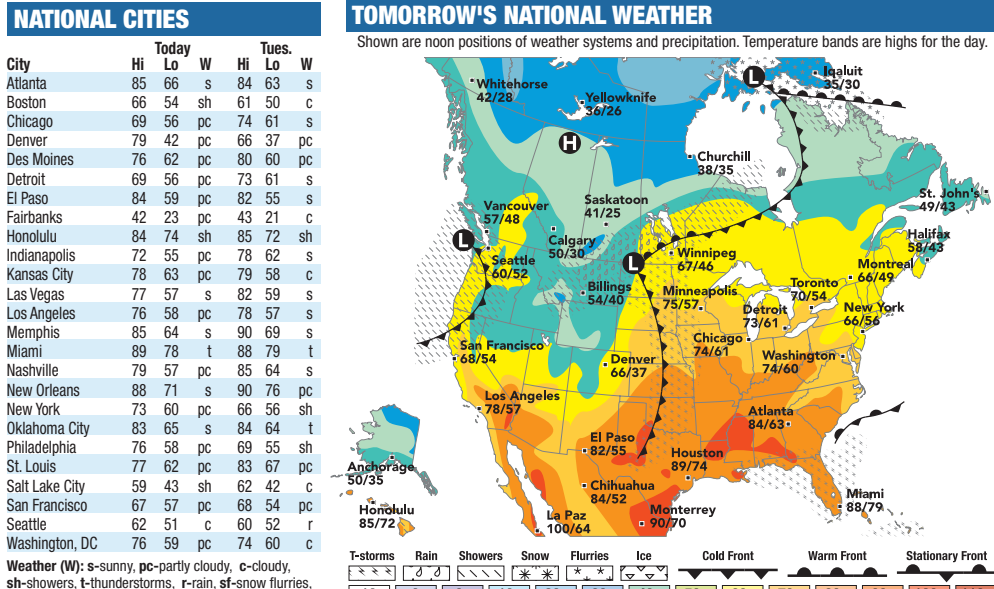 NATIONAL CITIES
Today Tues.
City Hi Lo W Hi Lo W
Atlanta 85 66 s 84 63 s
Boston 66 54 sh 61 50 c
Chicago 69 56 pc 74 61 s
Denver 79 42 pc 66 37 pc
Des Moines 76 62 pc 80 60 pc
Detroit 69 56 pc 73 61 s
El Paso 84 59 pc 82 55 s
Fairbanks 42 23 pc 43 21 c
Honolulu 84 74 sh 85 72 sh
Indianapolis 72 55 pc 78 62 s
Kansas City 78 63 pc 79 58 c
Las Vegas 77 57 s 82 59 s
Los Angeles 76 58 pc 78 57 s
Memphis 85 64 s 90 69 s
Miami 89 78 t 88 79 t
Nashville 79 57 pc 85 64 s
New Orleans 88 71 s 90 76 pc
New York 73 60 pc 66 56 sh
Oklahoma City 83 65 s 84 64 t
Philadelphia 76 58 pc 69 55 sh
St. Louis 77 62 pc 83 67 pc
Salt Lake City 59 43 sh 62 42 c
San Francisco 67 57 pc 68 54 pc
Seattle 62 51 c 60 52 r
Washington, DC 76 59 pc 74 60 c
Weather (W): s-sunny, pc-partly cloudy, c-cloudy,
sh-showers, t-thunderstorms, r-rain, sf-snow flurries,
TOMORROW'S NATIONAL WEATHER
Shown are noon positions of weather systems and precipitation. Temperature bands are highs for the day.
L
Iqaluit
35/30
Whitehorse
42/28
Yellowknife
36/26
H
Churchill
38/35
St. John's
49/43
Saskatoon
41/25
Vancouver
57/48
Halifax
58/43
Calgary
50/30
L
Seattle
60/52
L
Winnipeg
67/46
Montreal
66/49
Billings
54/40
Minneapolis
75/57
Toronto
70/54
Detroit
73/61
New York
66/56
San Francisco
68/54
Chicago
74/61
Denver
66/37
Washington
74/60
Los Angeles
78/57
Atlanta
84/63
El Paso
82/55
Houston
89/74
Anchorage
50/35
Chihuahua
84/52
Miami
88/79
Honolulu
85/72
La Paz
100/64
Monterrey
90/70
T-storms Rain Showers Snow Flurries Ice Cold Front Warm Front Stationary Front